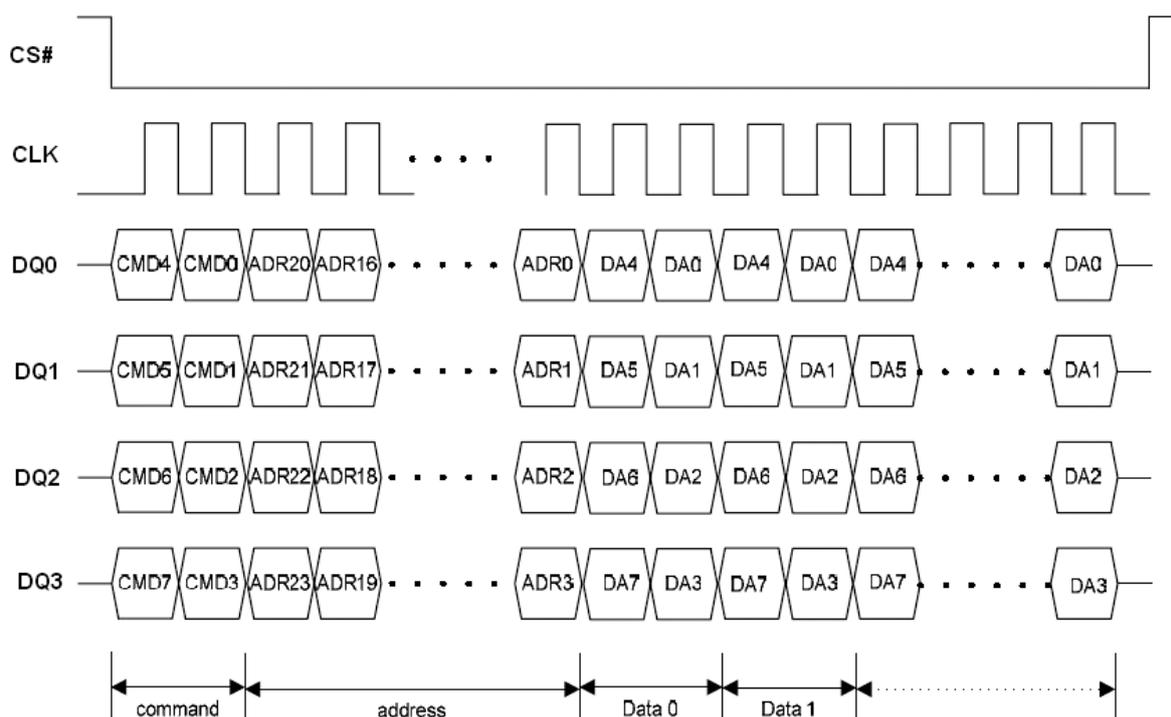 CS#
CLK
DQ0 CMD4 CMD0 ADR20 ADR16 ADR0 DA4 DA0 DA4 DA0 DA4 DA0
DQ1 CMD5 CMD1 ADR21 ADR17 ADR1 DA5 DA1 DA5 DA1 DA5 DA1
DQ2 CMD6 CMD2 ADR22 ADR18 ADR2 DA6 DA2 DA6 DA2 DA6 DA2
DQ3 CMD7 CMD3 ADR23 ADR19 ADR3 DA7 DA3 DA7 DA3 DA7 DA3
command address Data 0 Data 1